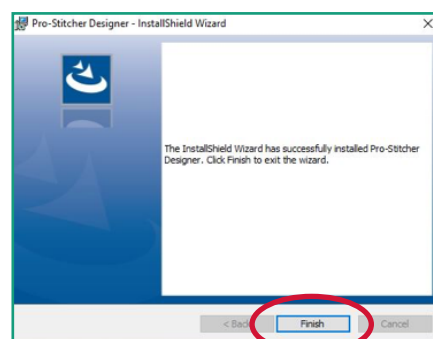 Pro-Stitcher Designer - InstallShield Wizard
The InstallShield Wizard has successfully installed Pro-Stitcher
Designer. Click Finish to exit the wizard.
< Back Finish Cancel